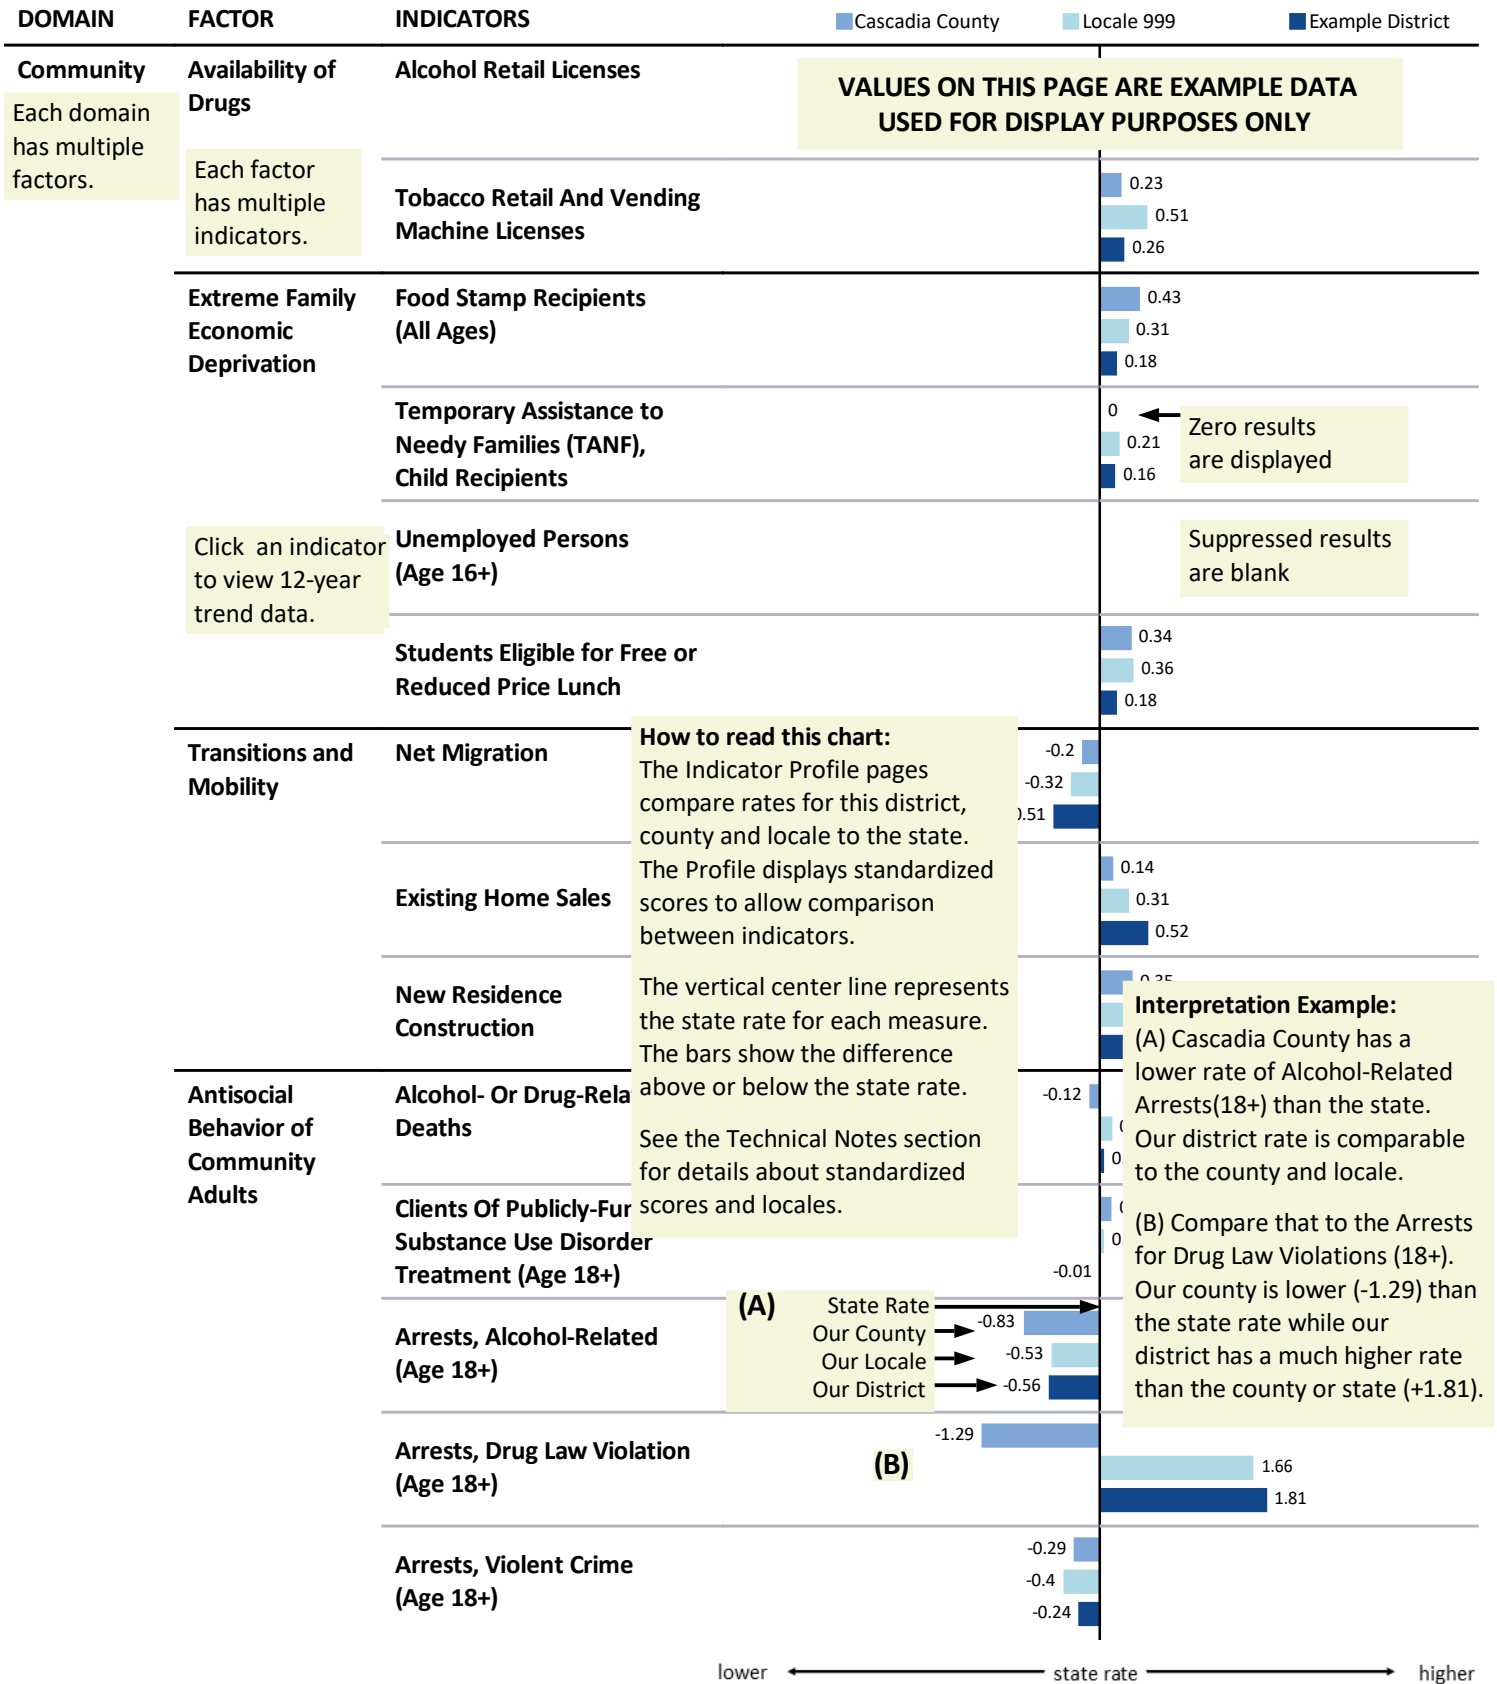 DOMAIN FACTOR INDICATORS Cascadia County Locale 999 Example District
Community
Each domain
has multiple
factors.
Availability of
Drugs
Each factor
has multiple
indicators.
Alcohol Retail Licenses
VALUES ON THIS PAGE ARE EXAMPLE DATA
USED FOR DISPLAY PURPOSES ONLY
Tobacco Retail And Vending
Machine Licenses
0.23
0.51
0.26
Extreme Family
Economic
Deprivation
Food Stamp Recipients
(All Ages)
0.43
0.31
0.18
Temporary Assistance to
Needy Families (TANF),
Child Recipients
0
0.21
0.16
Zero results
are displayed
Click an indicator
to view 12-year
trend data.
Unemployed Persons
(Age 16+)
Suppressed results
are blank
Students Eligible for Free or
Reduced Price Lunch
0.34
0.36
0.18
Transitions and
Mobility
Net Migration
-0.2
-0.32
.51
How to read this chart:
The Indicator Profile pages
compare rates for this district,
county and locale to the state.
The Profile displays standardized
scores to allow comparison
between indicators.
The vertical center line represents
the state rate for each measure.
The bars show the difference
above or below the state rate.
See the Technical Notes section
for details about standardized
scores and locales.
Existing Home Sales
0.14
0.31
0.52
New Residence
Construction
Interpretation Example:
(A) Cascadia County has a
lower rate of Alcohol-Related
Arrests(18+) than the state.
Our district rate is comparable
to the county and locale.
(B) Compare that to the Arrests
for Drug Law Violations (18+).
Our county is lower (-1.29) than
the state rate while our
district has a much higher rate
than the county or state (+1.81).
Antisocial
Behavior of
Community
Adults
Alcohol- Or Drug-Rela
Deaths
-0.12
0.
Clients Of Publicly-Fun
Substance Use Disorder
Treatment (Age 18+)
0.
-0.01
Arrests, Alcohol-Related
(Age 18+)
(A)
State Rate
Our County
Our Locale
Our District
-0.83
-0.53
-0.56
Arrests, Drug Law Violation
(Age 18+)
(B)
-1.29
1.66
1.81
Arrests, Violent Crime
(Age 18+)
-0.29
-0.4
-0.24
lower state rate higher